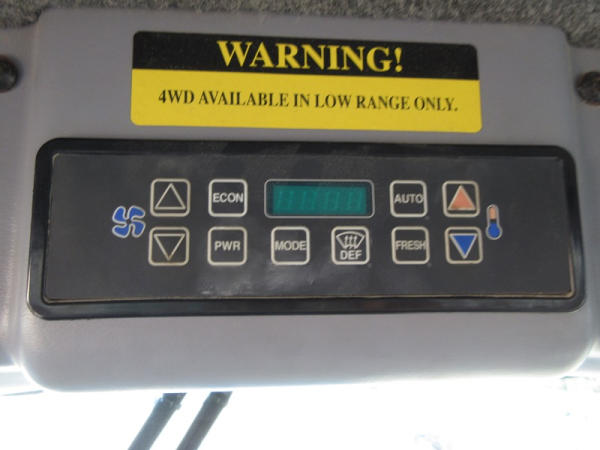 WARNING!
4WD AVAILABLE IN LOW RANGE ONLY.
ECON
AUTO
PWR
MODE
DEF
FRESH